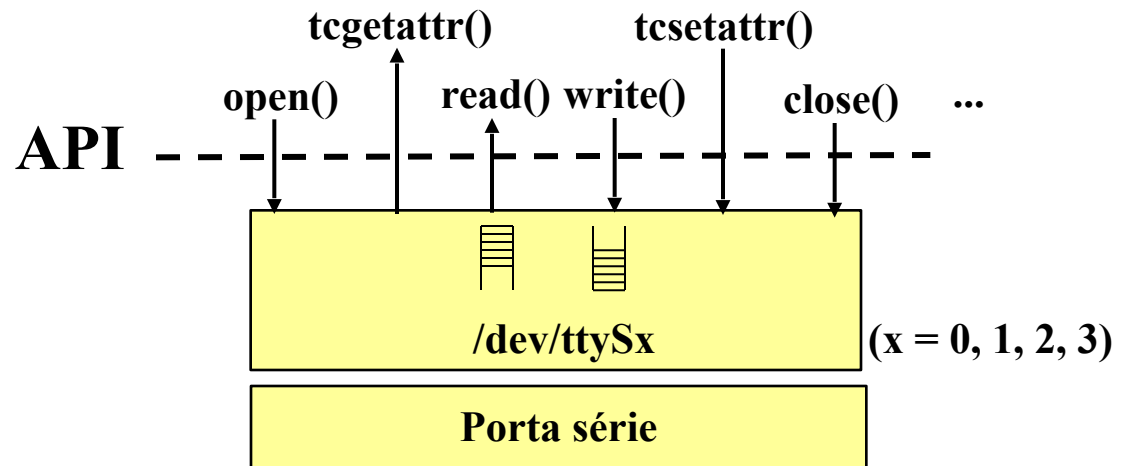 tcgetattr() tcsetattr()
open() read() write() close() ...
API
/dev/ttySx (x = 0, 1, 2, 3)
Porta série